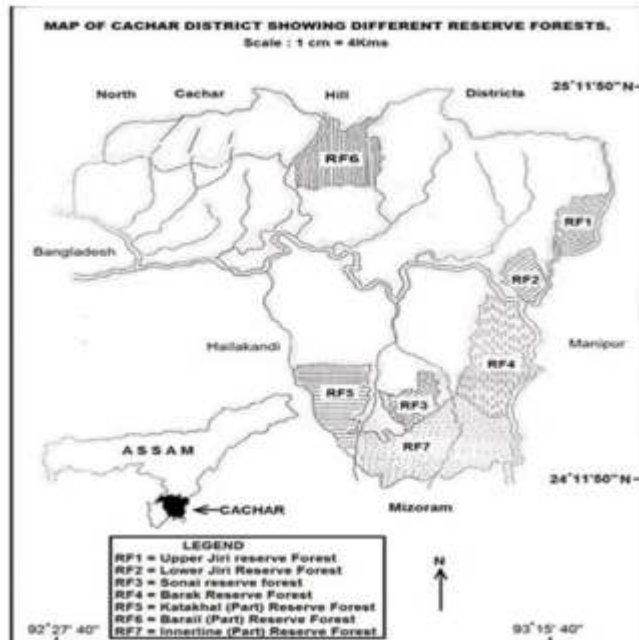 MAP OF CACHAR DISTRICT SHOWING DIFFERENT RESERVE FORESTS.
Scale : 1 cm = 4Kms
North Cachar Hill Districts
25°11'50"N
RF6
RF1
Bangladesh
RF2
Hailakandi
Manipur
RF4
RF5
RF3
RF7
ASSAM
24°11'50"N
CACHAR
Mizoram
LEGEND
RF1 = Upper Jiri reserve Forest
RF2 = Lower Jiri Reserve Forest
RF3 = Sonai reserve forest
RF4 = Barak Reserve Forest
RF5 = Katakhal (Part) Reserve Forest
RF6 = Barail (Part) Reserve Forest
RF7 = Innerline (Part) Reserve Forest
N
92°27' 40"
93°15' 40"